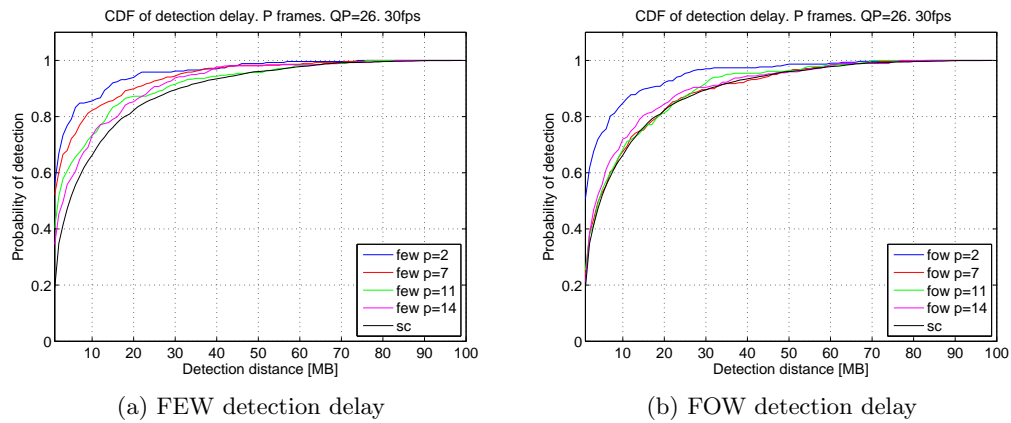 CDF of detection delay. P frames. QP=26. 30fps
Probability of detection
1
0.8
0.6
0.4
0.2
0
10 20 30 40 50 60 70 80 90 100
Detection distance [MB]
few p=2
few p=7
few p=11
few p=14
sc
(a) FEW detection delay
CDF of detection delay. P frames. QP=26. 30fps
Probability of detection
1
0.8
0.6
0.4
0.2
0
10 20 30 40 50 60 70 80 90 100
Detection distance [MB]
fow p=2
fow p=7
fow p=11
fow p=14
sc
(b) FOW detection delay